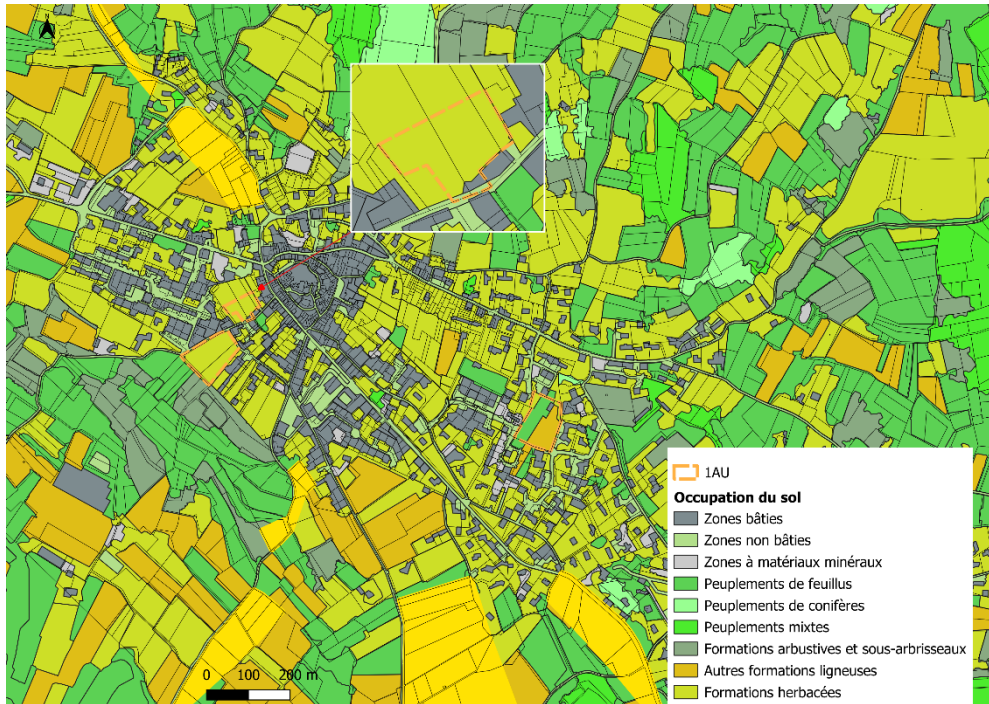 N
1AU
Occupation du sol
Zones bâties
Zones non bâties
Zones à matériaux minéraux
Peuplements de feuillus
Peuplements de conifères
Peuplements mixtes
Formations arbustives et sous-arbrisseaux
Autres formations ligneuses
Formations herbacées
0 100 200 m